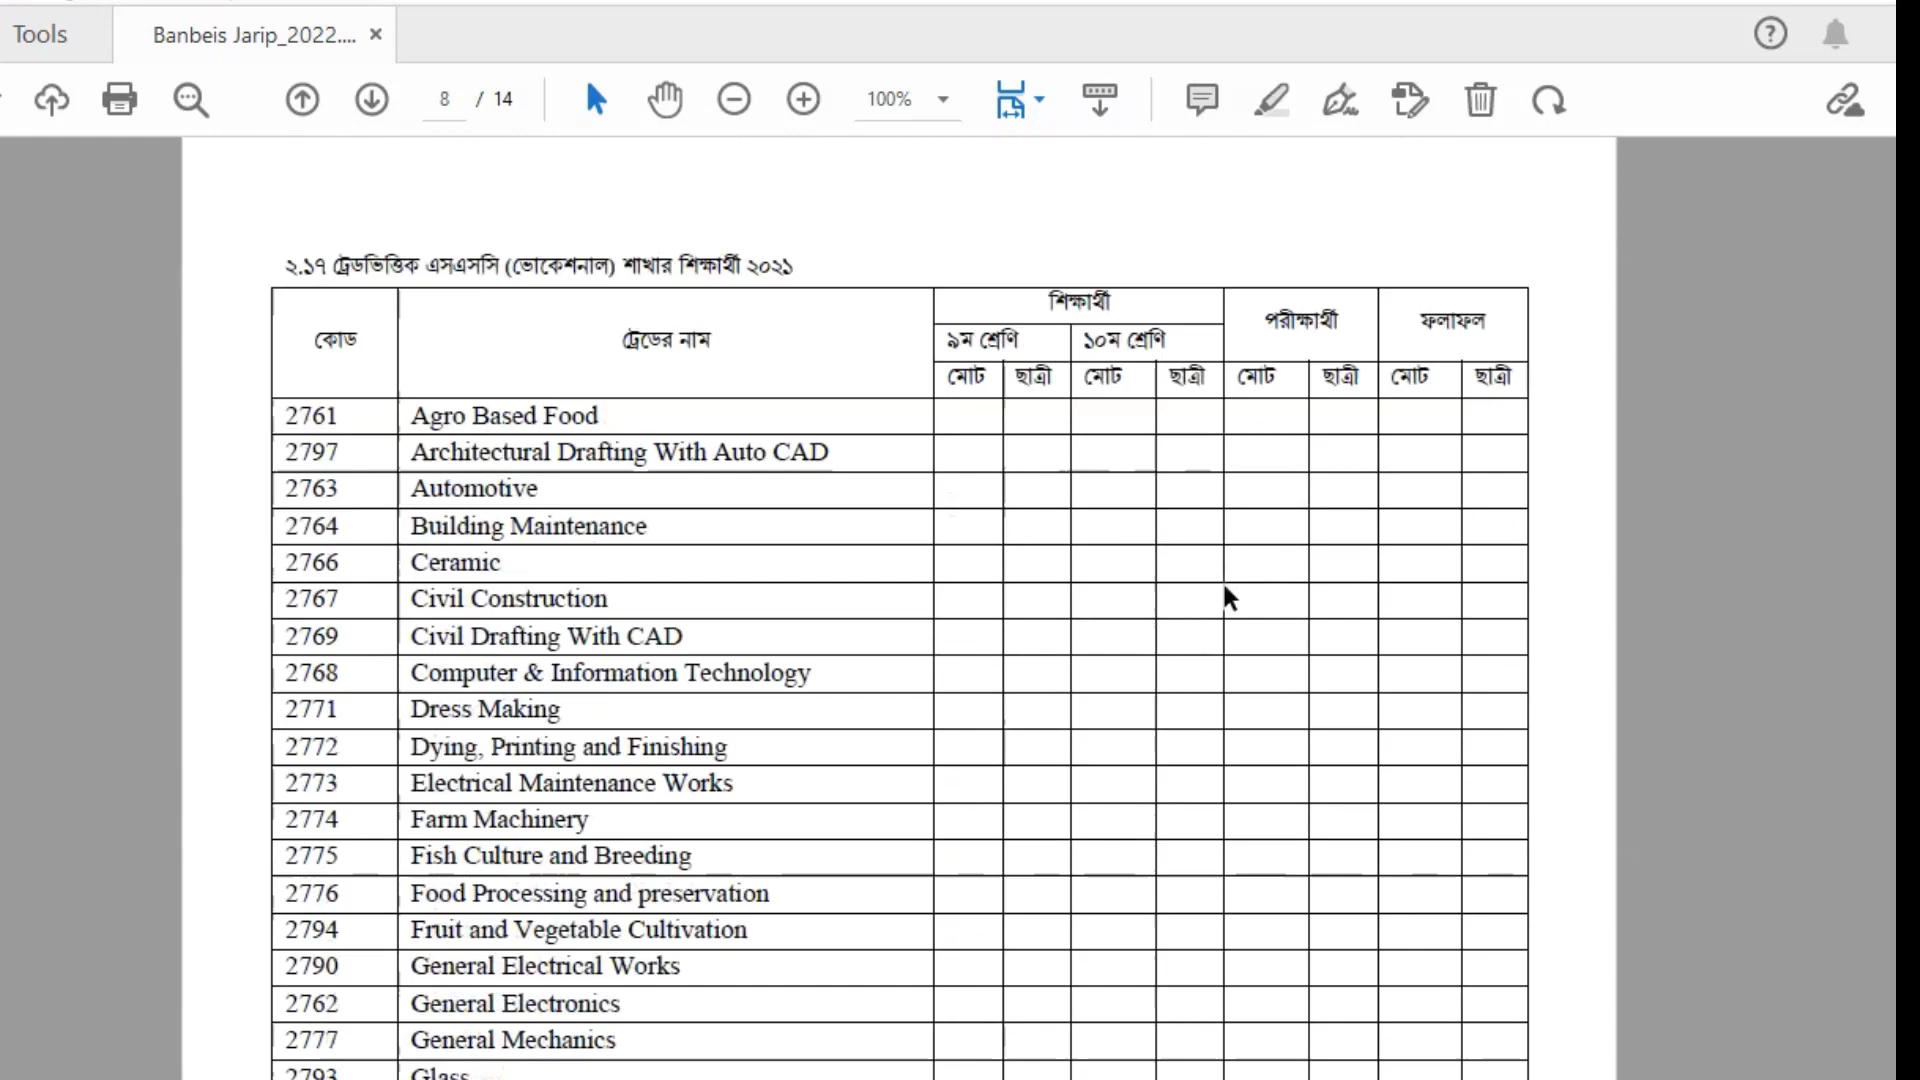 Tools
Banbeis Jarip_2022....
8 / 14
100%
২.১৭ ট্রেডভিত্তিক এসএসসি (ভোকেশনাল) শাখার শিক্ষার্থী ২০২১
কোড ট্রেডের নাম শিক্ষার্থী পরীক্ষার্থী ফলাফল
৯ম শ্রেণি ১০ম শ্রেণি
মোট ছাত্রী মোট ছাত্রী মোট ছাত্রী মোট ছাত্রী
2761 Agro Based Food
2797 Architectural Drafting With Auto CAD
2763 Automotive
2764 Building Maintenance
2766 Ceramic
2767 Civil Construction
2769 Civil Drafting With CAD
2768 Computer & Information Technology
2771 Dress Making
2772 Dying, Printing and Finishing
2773 Electrical Maintenance Works
2774 Farm Machinery
2775 Fish Culture and Breeding
2776 Food Processing and preservation
2794 Fruit and Vegetable Cultivation
2790 General Electrical Works
2762 General Electronics
2777 General Mechanics
2793 Glass